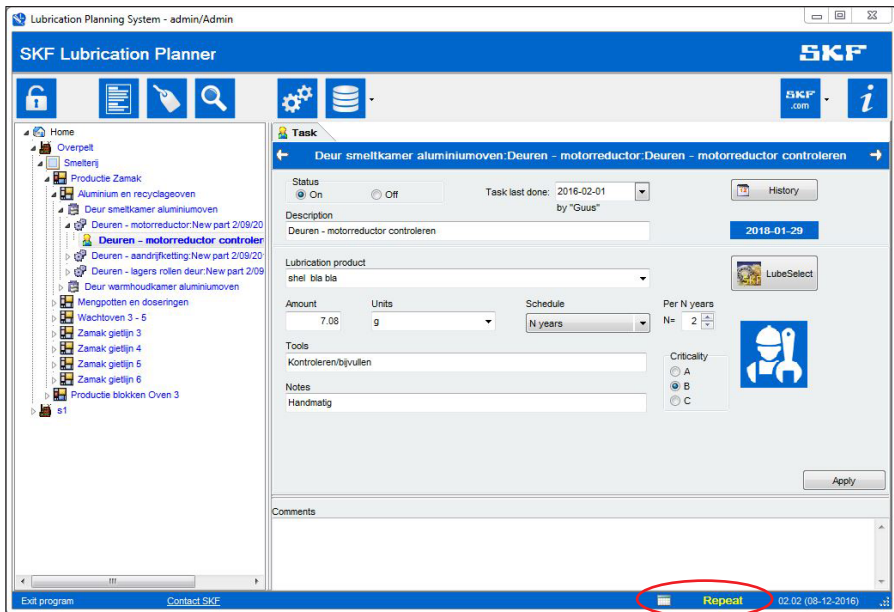 Lubrication Planning System - admin/Admin
SKF Lubrication Planner
SKF
SKF
.com
i
Home
Overpelt
Smelterij
Productie Zamak
Aluminium en recyclageoven
Deur smeltkamer aluminiumoven
Deuren - motorreductor:New part 2/09/20
Deuren - motorreductor controler
Deuren - aandrijfketting:New part 2/09/20
Deuren - lagers rollen deur:New part 2/09
Deur warmhoudkamer aluminiumoven
Mengpotten en doseringen
Wachtoven 3 - 5
Zamak gietlijn 3
Zamak gietlijn 4
Zamak gietlijn 5
Zamak gietlijn 6
Productie blokken Oven 3
s1
Task
Deur smeltkamer aluminiumoven:Deuren - motorreductor:Deuren - motorreductor controleren
Status
On Off
Task last done: 2016-02-01
by "Guus"
History
Description
Deuren - motorreductor controleren
2018-01-29
Lubrication product
shel bla bla
LubeSelect
Amount Units Schedule Per N years
7.08 g N years N= 2
Tools
Kontroleren/bijvullen
Criticality
A
B
C
Notes
Handmatig
Apply
Comments
Exit program Contact SKF Repeat 02.02 (08-12-2016)